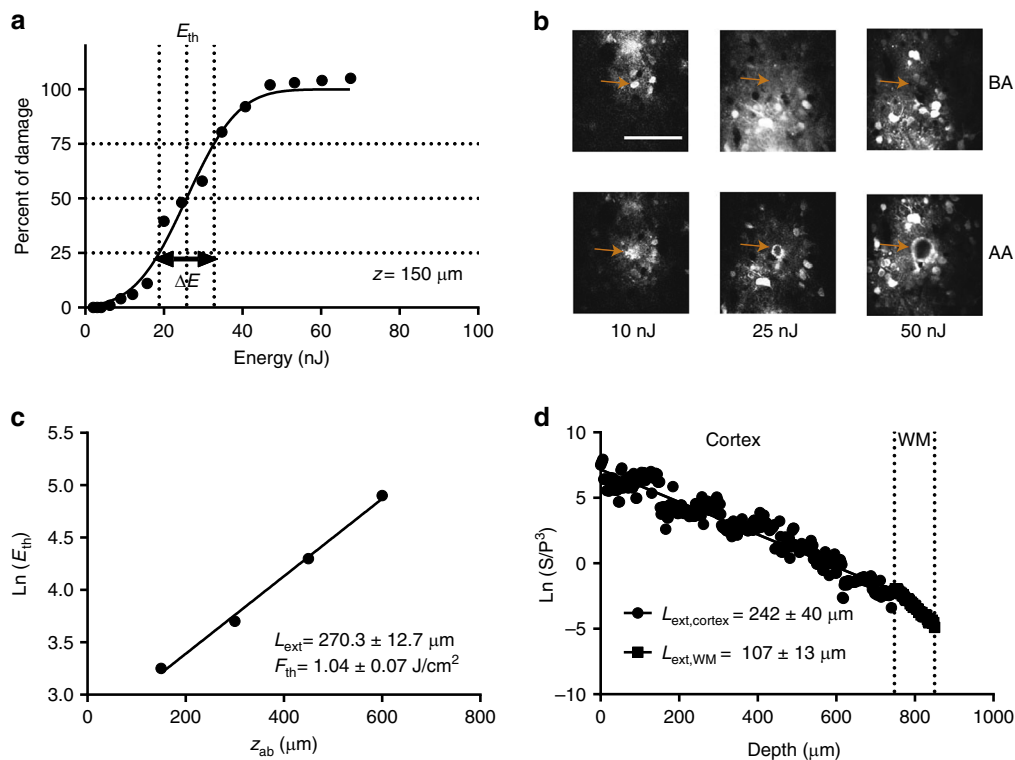 a
E_th
100
75
50
25
0
Percent of damage
ΔE
z = 150 μm
0 20 40 60 80 100
Energy (nJ)
b
BA
AA
10 nJ 25 nJ 50 nJ
c
5.5
5.0
4.5
4.0
3.5
3.0
Ln (E_th)
L_ext = 270.3 ± 12.7 μm
F_th = 1.04 ± 0.07 J/cm²
0 200 400 600 800
z_ab (μm)
d
10
5
0
−5
−10
Ln (S/P³)
Cortex WM
L_ext,cortex = 242 ± 40 μm
L_ext,WM = 107 ± 13 μm
0 200 400 600 800 1000
Depth (μm)